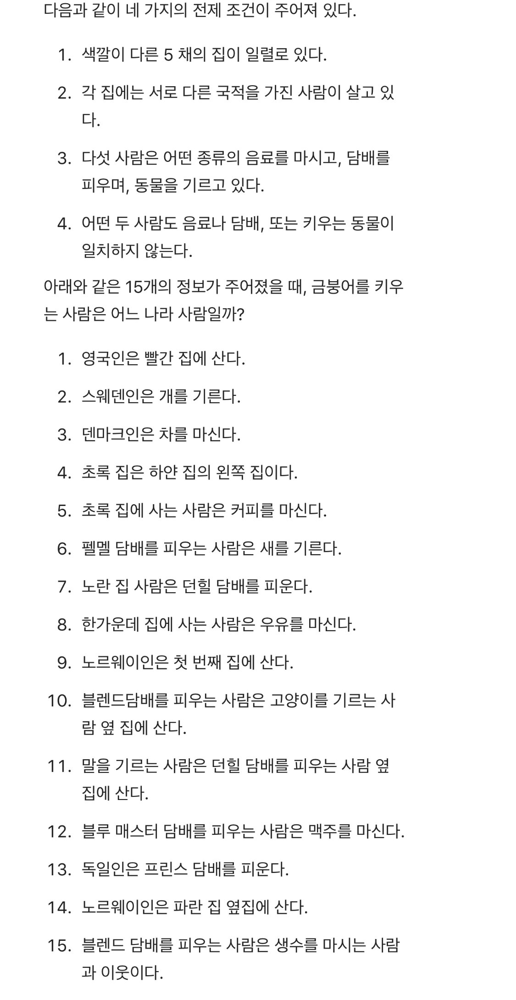 다음과 같이 네 가지의 전제 조건이 주어져 있다.
1. 색깔이 다른 5 채의 집이 일렬로 있다.
2. 각 집에는 서로 다른 국적을 가진 사람이 살고 있
다.
3. 다섯 사람은 어떤 종류의 음료를 마시고, 담배를
피우며, 동물을 기르고 있다.
4. 어떤 두 사람도 음료나 담배, 또는 키우는 동물이
일치하지 않는다.
아래와 같은 15개의 정보가 주어졌을 때, 금붕어를 키우
는 사람은 어느 나라 사람일까?
1. 영국인은 빨간 집에 산다.
2. 스웨덴인은 개를 기른다.
3. 덴마크인은 차를 마신다.
4. 초록 집은 하얀 집의 왼쪽 집이다.
5. 초록 집에 사는 사람은 커피를 마신다.
6. 펠멜 담배를 피우는 사람은 새를 기른다.
7. 노란 집 사람은 던힐 담배를 피운다.
8. 한가운데 집에 사는 사람은 우유를 마신다.
9. 노르웨이인은 첫 번째 집에 산다.
10. 블렌드담배를 피우는 사람은 고양이를 기르는 사
람 옆 집에 산다.
11. 말을 기르는 사람은 던힐 담배를 피우는 사람 옆
집에 산다.
12. 블루 매스터 담배를 피우는 사람은 맥주를 마신다.
13. 독일인은 프린스 담배를 피운다.
14. 노르웨이인은 파란 집 옆집에 산다.
15. 블렌드 담배를 피우는 사람은 생수를 마시는 사람
과 이웃이다.